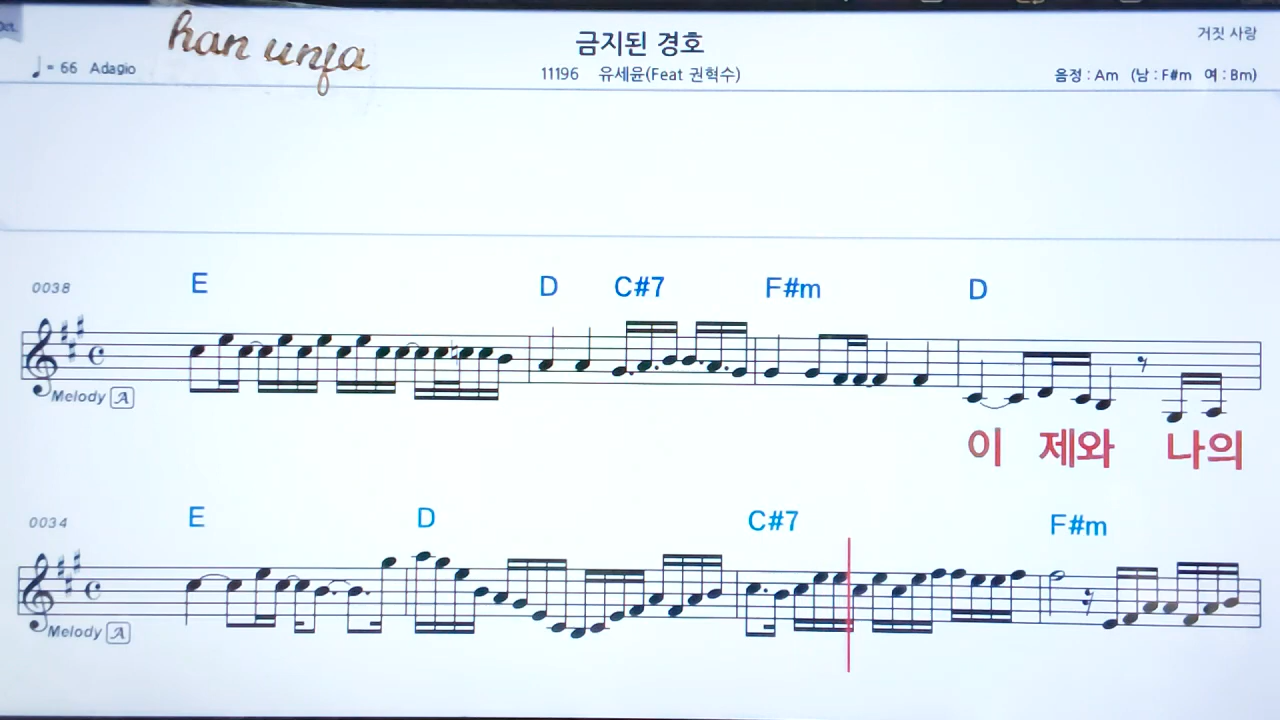 Oct.
han unja
금지된 경호
거짓 사랑
♩= 66 Adagio
11196 유세윤(Feat 권혁수)
음정 : Am (남 : F#m 여 : Bm)
0038
E D C#7 F#m D
Melody A
이 제와 나의
0034
E D C#7 F#m
Melody A